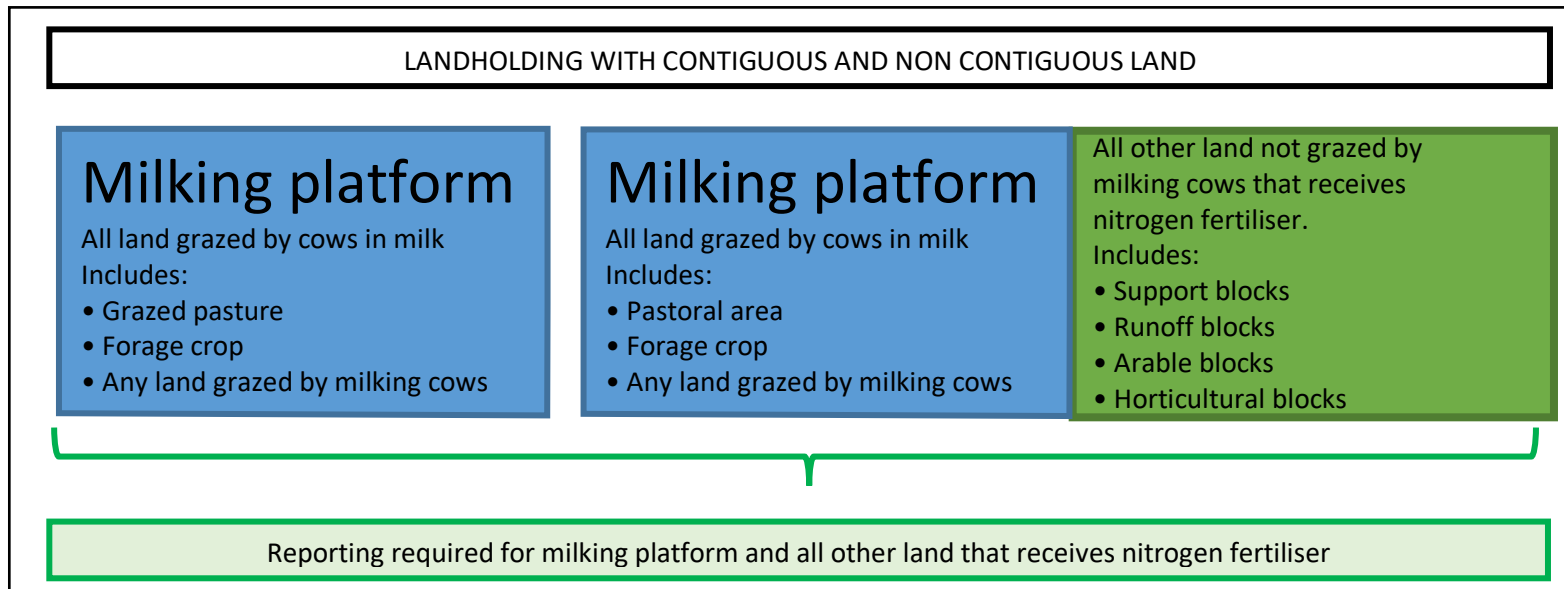 LANDHOLDING WITH CONTIGUOUS AND NON CONTIGUOUS LAND
Milking platform
All land grazed by cows in milk
Includes:
• Grazed pasture
• Forage crop
• Any land grazed by milking cows
Milking platform
All land grazed by cows in milk
Includes:
• Pastoral area
• Forage crop
• Any land grazed by milking cows
All other land not grazed by
milking cows that receives
nitrogen fertiliser.
Includes:
• Support blocks
• Runoff blocks
• Arable blocks
• Horticultural blocks
Reporting required for milking platform and all other land that receives nitrogen fertiliser